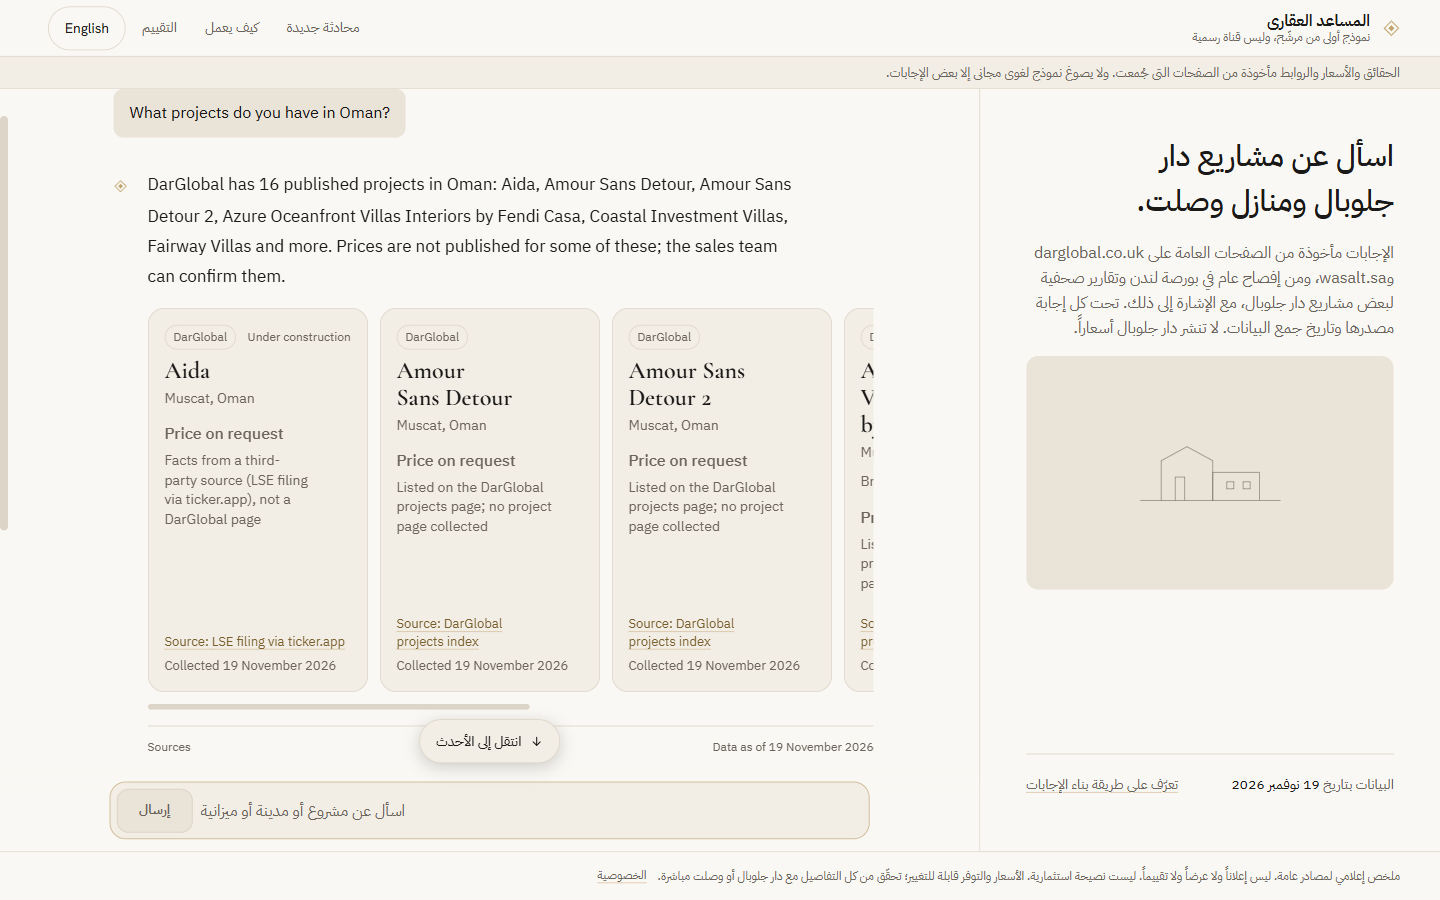 المساعد العقاري
نموذج أولي من مرشّح، وليس قناة رسمية
محادثة جديدة
كيف يعمل
التقييم
English
الحقائق والأسعار والروابط مأخوذة من الصفحات التي جُمعت. ولا يصوغ نموذج لغوي مجاني إلا بعض الإجابات.
اسأل عن مشاريع دار
جلوبال ومنازل وصلت.
الإجابات مأخوذة من الصفحات العامة على darglobal.co.uk
وwasalt.sa، ومن إفصاح عام في بورصة لندن وتقارير صحفية
لبعض مشاريع دار جلوبال، مع الإشارة إلى ذلك. تحت كل إجابة
مصدرها وتاريخ جمع البيانات. لا تنشر دار جلوبال أسعاراً.
البيانات بتاريخ 19 نوفمبر 2026
تعرّف على طريقة بناء الإجابات
What projects do you have in Oman?
DarGlobal has 16 published projects in Oman: Aida, Amour Sans Detour, Amour Sans
Detour 2, Azure Oceanfront Villas Interiors by Fendi Casa, Coastal Investment Villas,
Fairway Villas and more. Prices are not published for some of these; the sales team
can confirm them.
DarGlobal
Under construction
Aida
Muscat, Oman
Price on request
Facts from a third-
party source (LSE filing
via ticker.app), not a
DarGlobal page
Source: LSE filing via ticker.app
Collected 19 November 2026
DarGlobal
Amour
Sans Detour
Muscat, Oman
Price on request
Listed on the DarGlobal
projects page; no project
page collected
Source: DarGlobal
projects index
Collected 19 November 2026
DarGlobal
Amour Sans
Detour 2
Muscat, Oman
Price on request
Listed on the DarGlobal
projects page; no project
page collected
Source: DarGlobal
projects index
Collected 19 November 2026
انتقل إلى الأحدث
Sources
Data as of 19 November 2026
اسأل عن مشروع أو مدينة أو ميزانية
إرسال
ملخص إعلامي لمصادر عامة. ليس إعلاناً ولا عرضاً ولا تقييماً. ليست نصيحة استثمارية. الأسعار والتوفر قابلة للتغيير؛ تحقّق من كل التفاصيل مع دار جلوبال أو وصلت مباشرة.
الخصوصية